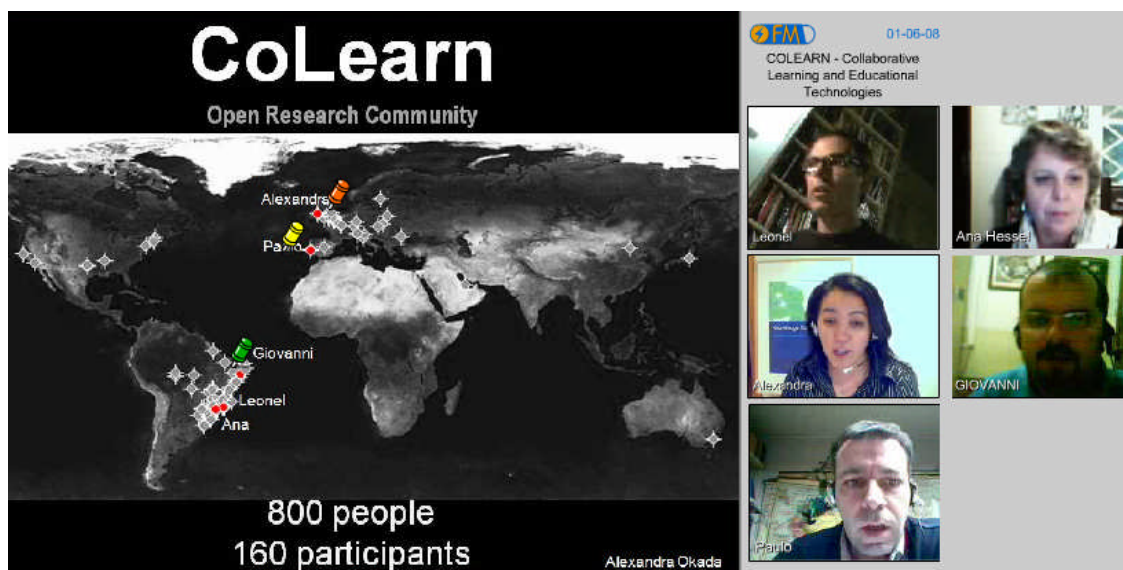 CoLearn
Open Research Community
Alexandra
Paulo
Giovanni
Leonel
Ana
800 people
160 participants
Alexandra Okada
FM
01-06-08
COLEARN - Collaborative
Learning and Educational
Technologies
Leonel
Ana Hessel
Alexandra
GIOVANNI
Paulo